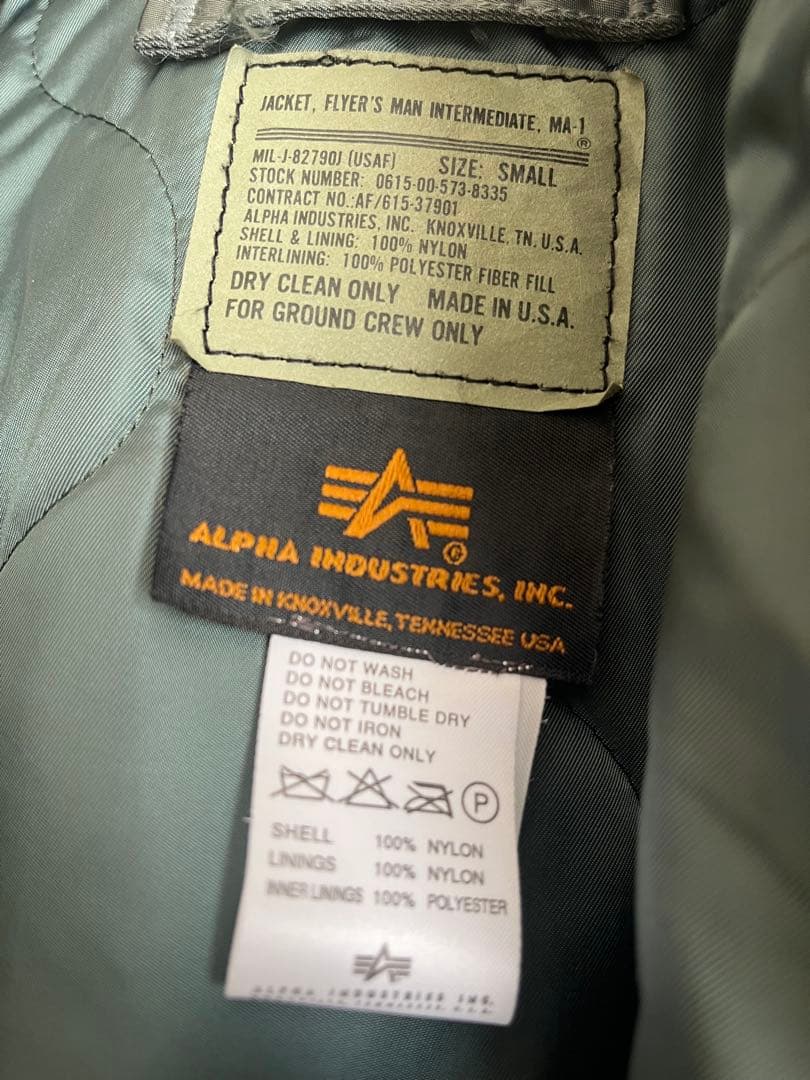 JACKET, FLYER'S MAN INTERMEDIATE, MA-1
®
MIL-J-82790J (USAF) SIZE: SMALL
STOCK NUMBER: 0615-00-573-8335
CONTRACT NO.:AF/615-37901
ALPHA INDUSTRIES, INC. KNOXVILLE, TN. U.S.A.
SHELL & LINING: 100% NYLON
INTERLINING: 100% POLYESTER FIBER FILL
DRY CLEAN ONLY MADE IN U.S.A.
FOR GROUND CREW ONLY
®
ALPHA INDUSTRIES, INC.
MADE IN KNOXVILLE, TENNESSEE USA
DO NOT WASH
DO NOT BLEACH
DO NOT TUMBLE DRY
DO NOT IRON
DRY CLEAN ONLY
P
SHELL 100% NYLON
LININGS 100% NYLON
INNER LININGS 100% POLYESTER
ALPHA INDUSTRIES INC.